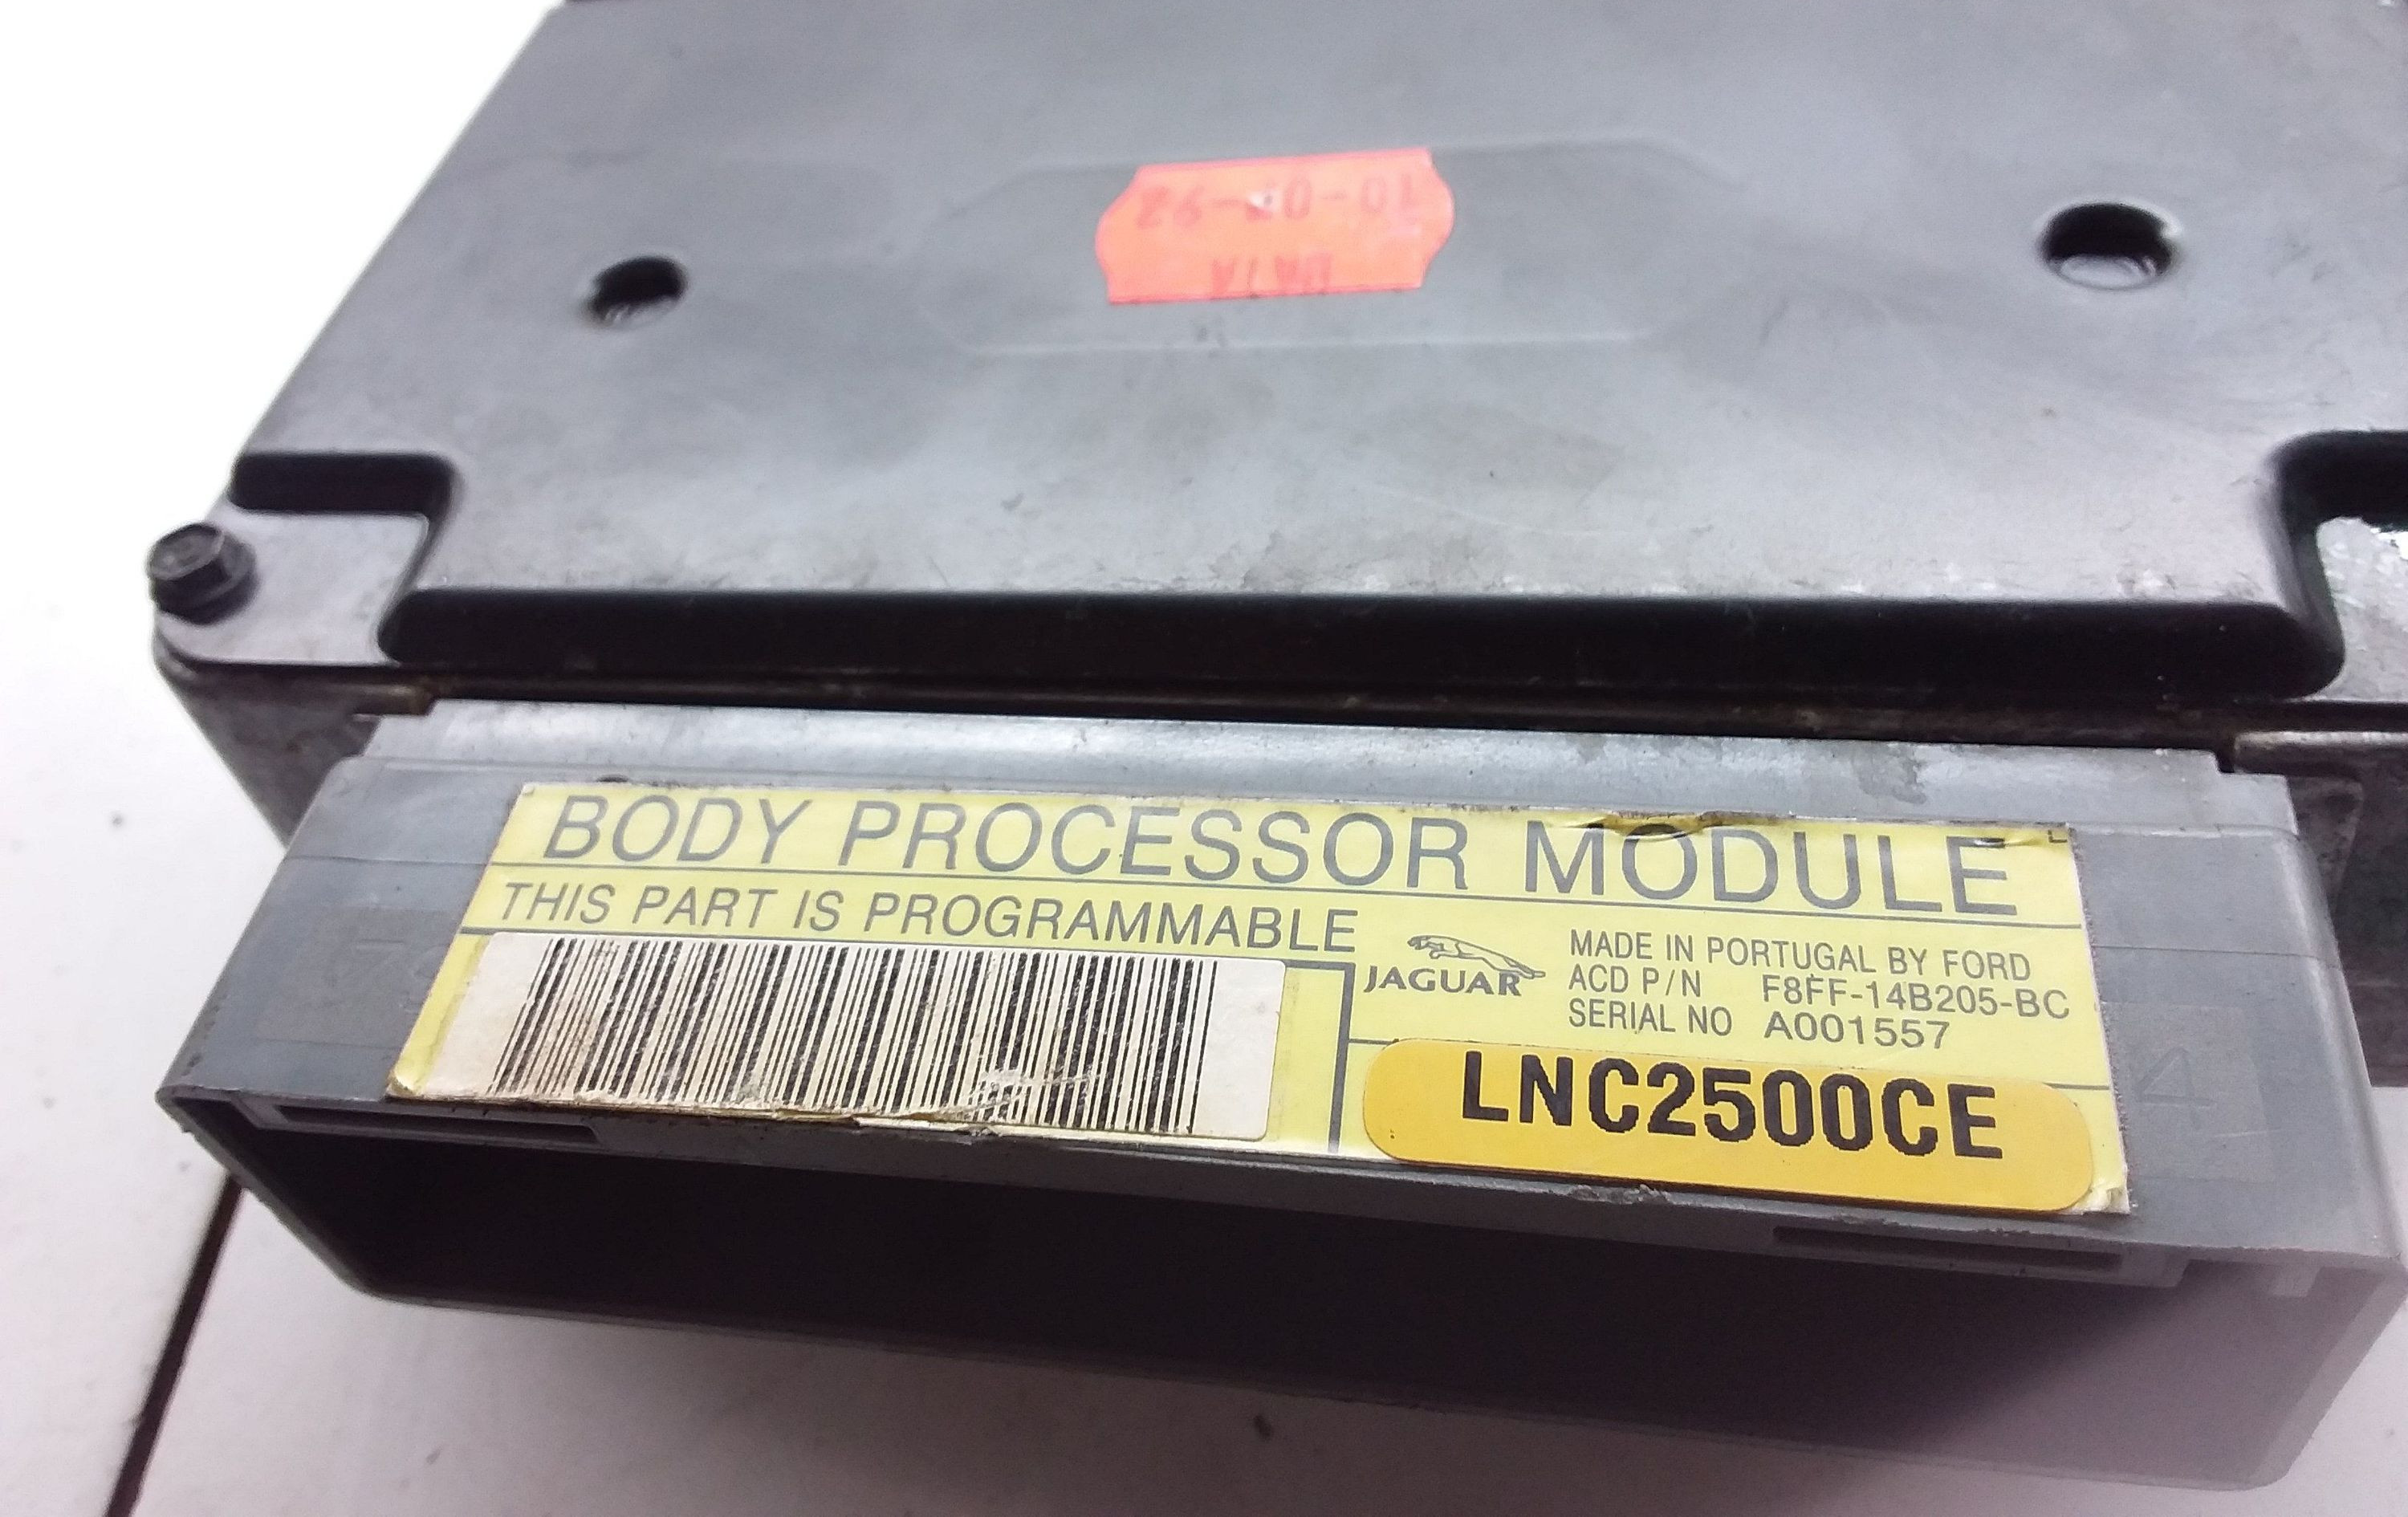 BODY PROCESSOR MODULE
THIS PART IS PROGRAMMABLE
JAGUAR
MADE IN PORTUGAL BY FORD
ACD P/N F8FF-14B205-BC
SERIAL NO A001557
LNC2500CE